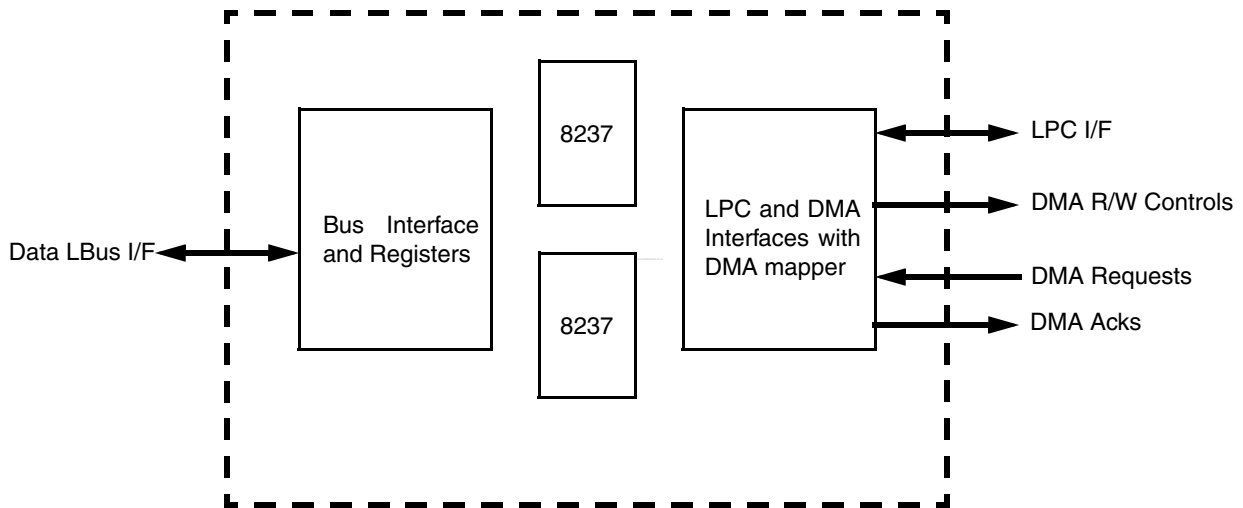 Data LBus I/F
Bus Interface
and Registers
8237
8237
LPC and DMA
Interfaces with
DMA mapper
LPC I/F
DMA R/W Controls
DMA Requests
DMA Acks